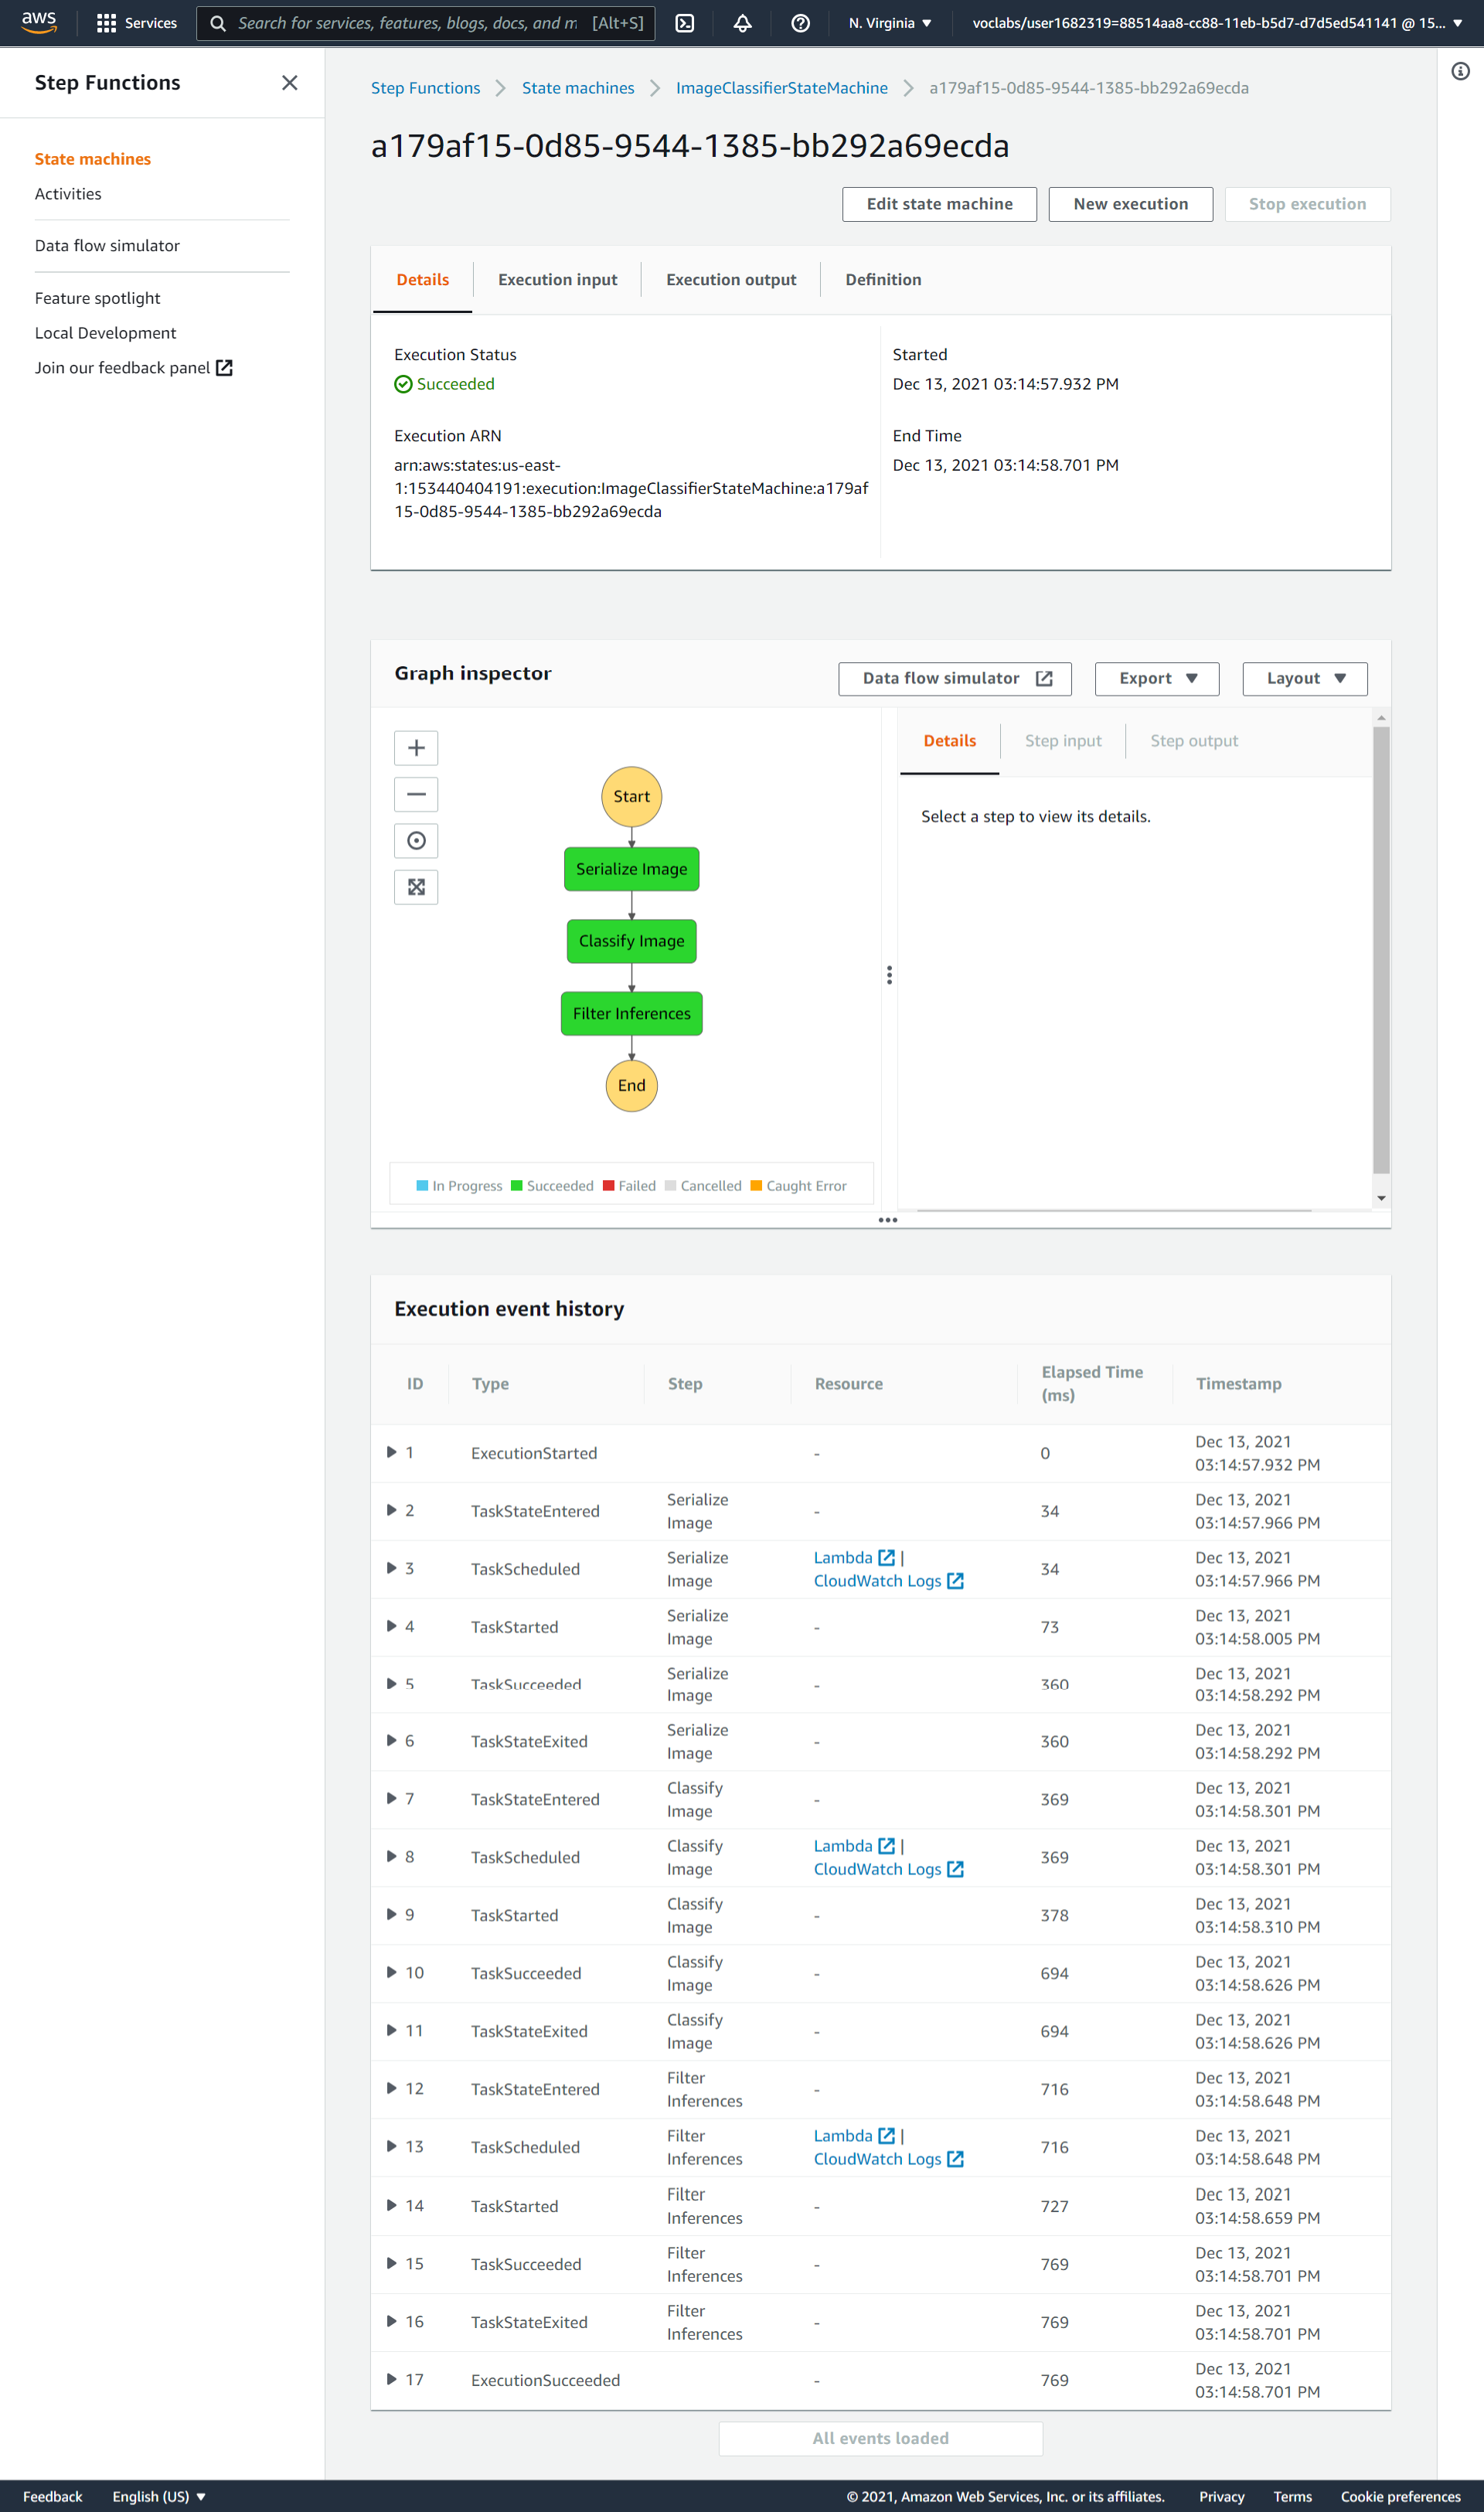 aws
Services
Search for services, features, blogs, docs, and m [Alt+S]
N. Virginia
voclabs/user1682319=88514aa8-cc88-11eb-b5d7-d7d5ed541141 @ 15...
Step Functions
State machines
Activities
Data flow simulator
Feature spotlight
Local Development
Join our feedback panel
Step Functions
State machines
ImageClassifierStateMachine
a179af15-0d85-9544-1385-bb292a69ecda
a179af15-0d85-9544-1385-bb292a69ecda
Edit state machine
New execution
Stop execution
Details
Execution input
Execution output
Definition
Execution Status
Succeeded
Execution ARN
arn:aws:states:us-east-
1:153440404191:execution:ImageClassifierStateMachine:a179af
15-0d85-9544-1385-bb292a69ecda
Started
Dec 13, 2021 03:14:57.932 PM
End Time
Dec 13, 2021 03:14:58.701 PM
Graph inspector
Data flow simulator
Export
Layout
Start
Serialize Image
Classify Image
Filter Inferences
End
In Progress Succeeded Failed Cancelled Caught Error
Details
Step input
Step output
Select a step to view its details.
Execution event history
ID Type Step Resource Elapsed Time (ms) Timestamp
1 ExecutionStarted - 0 Dec 13, 2021 03:14:57.932 PM
2 TaskStateEntered Serialize Image - 34 Dec 13, 2021 03:14:57.966 PM
3 TaskScheduled Serialize Image Lambda | CloudWatch Logs 34 Dec 13, 2021 03:14:57.966 PM
4 TaskStarted Serialize Image - 73 Dec 13, 2021 03:14:58.005 PM
5 TaskSucceeded Serialize Image - 360 Dec 13, 2021 03:14:58.292 PM
6 TaskStateExited Serialize Image - 360 Dec 13, 2021 03:14:58.292 PM
7 TaskStateEntered Classify Image - 369 Dec 13, 2021 03:14:58.301 PM
8 TaskScheduled Classify Image Lambda | CloudWatch Logs 369 Dec 13, 2021 03:14:58.301 PM
9 TaskStarted Classify Image - 378 Dec 13, 2021 03:14:58.310 PM
10 TaskSucceeded Classify Image - 694 Dec 13, 2021 03:14:58.626 PM
11 TaskStateExited Classify Image - 694 Dec 13, 2021 03:14:58.626 PM
12 TaskStateEntered Filter Inferences - 716 Dec 13, 2021 03:14:58.648 PM
13 TaskScheduled Filter Inferences Lambda | CloudWatch Logs 716 Dec 13, 2021 03:14:58.648 PM
14 TaskStarted Filter Inferences - 727 Dec 13, 2021 03:14:58.659 PM
15 TaskSucceeded Filter Inferences - 769 Dec 13, 2021 03:14:58.701 PM
16 TaskStateExited Filter Inferences - 769 Dec 13, 2021 03:14:58.701 PM
17 ExecutionSucceeded - 769 Dec 13, 2021 03:14:58.701 PM
All events loaded
Feedback English (US) © 2021, Amazon Web Services, Inc. or its affiliates. Privacy Terms Cookie preferences